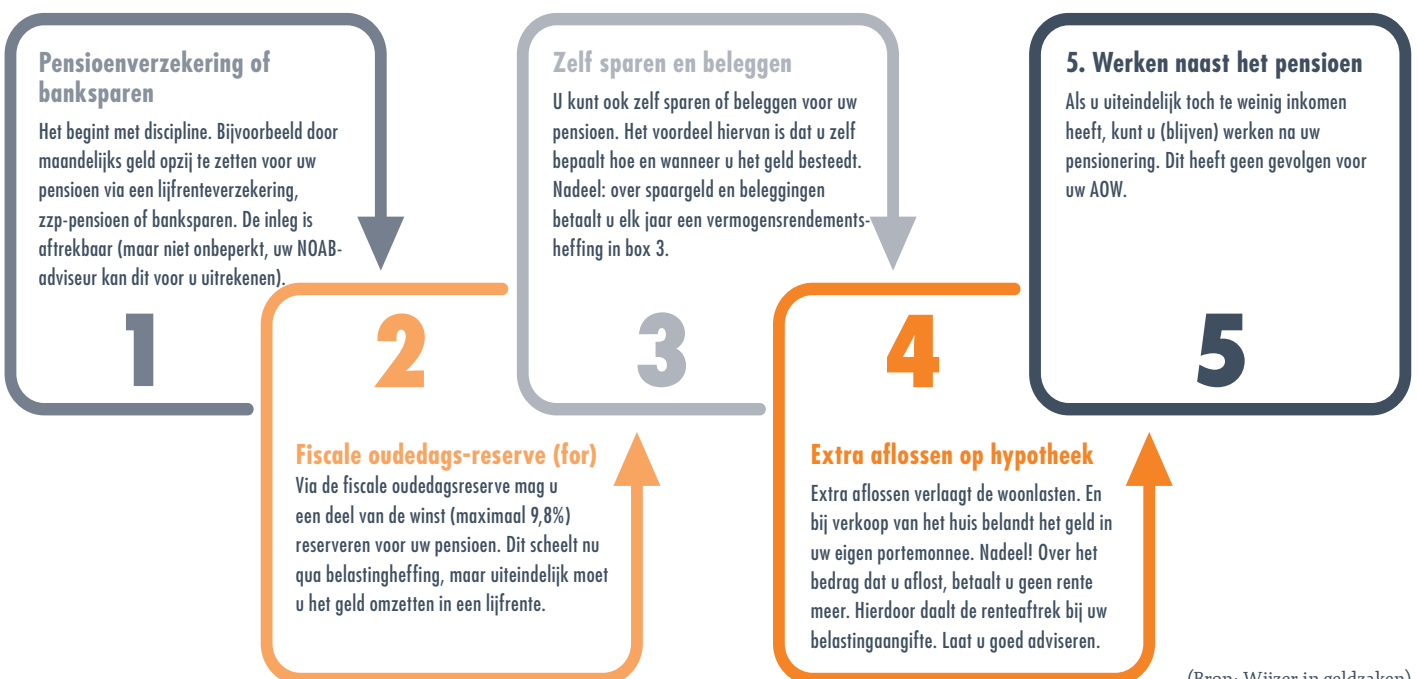 Pensioenverzekering of
banksparen
Het begint met discipline. Bijvoorbeeld door
maandelijks geld opzij te zetten voor uw
pensioen via een lijfrenteverzekering,
zzp-pensioen of banksparen. De inleg is
aftrekbaar (maar niet onbeperkt, uw NOAB-
adviseur kan dit voor u uitrekenen).
1
2
Fiscale oudedags-reserve (for)
Via de fiscale oudedagsreserve mag u
een deel van de winst (maximaal 9,8%)
reserveren voor uw pensioen. Dit scheelt nu
qua belastingheffing, maar uiteindelijk moet
u het geld omzetten in een lijfrente.
Zelf sparen en beleggen
U kunt ook zelf sparen of beleggen voor uw
pensioen. Het voordeel hiervan is dat u zelf
bepaalt hoe en wanneer u het geld besteedt.
Nadeel: over spaargeld en beleggingen
betaalt u elk jaar een vermogensrendements-
heffing in box 3.
3
4
Extra aflossen op hypotheek
Extra aflossen verlaagt de woonlasten. En
bij verkoop van het huis belandt het geld in
uw eigen portemonnee. Nadeel! Over het
bedrag dat u aflost, betaalt u geen rente
meer. Hierdoor daalt de renteaftrek bij uw
belastingaangifte. Laat u goed adviseren.
5. Werken naast het pensioen
Als u uiteindelijk toch te weinig inkomen
heeft, kunt u (blijven) werken na uw
pensionering. Dit heeft geen gevolgen voor
uw AOW.
5
(Bron: Wijzer in geldzaken)